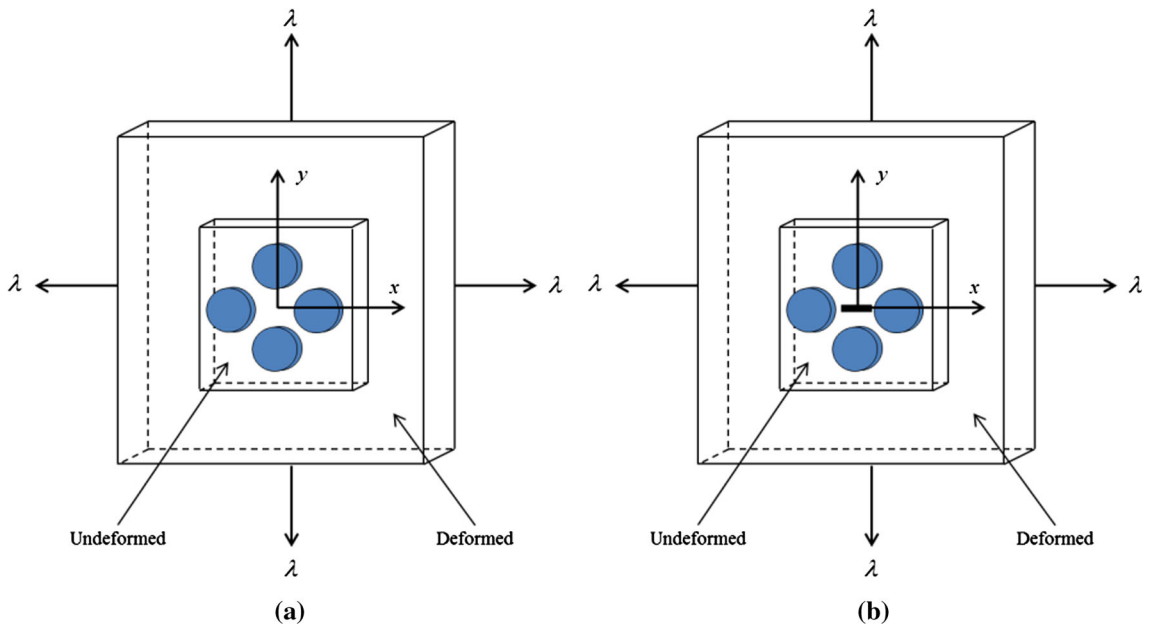 λ
y
x
λ
λ
Undeformed
Deformed
λ
(a)
λ
y
x
λ
λ
Undeformed
Deformed
λ
(b)